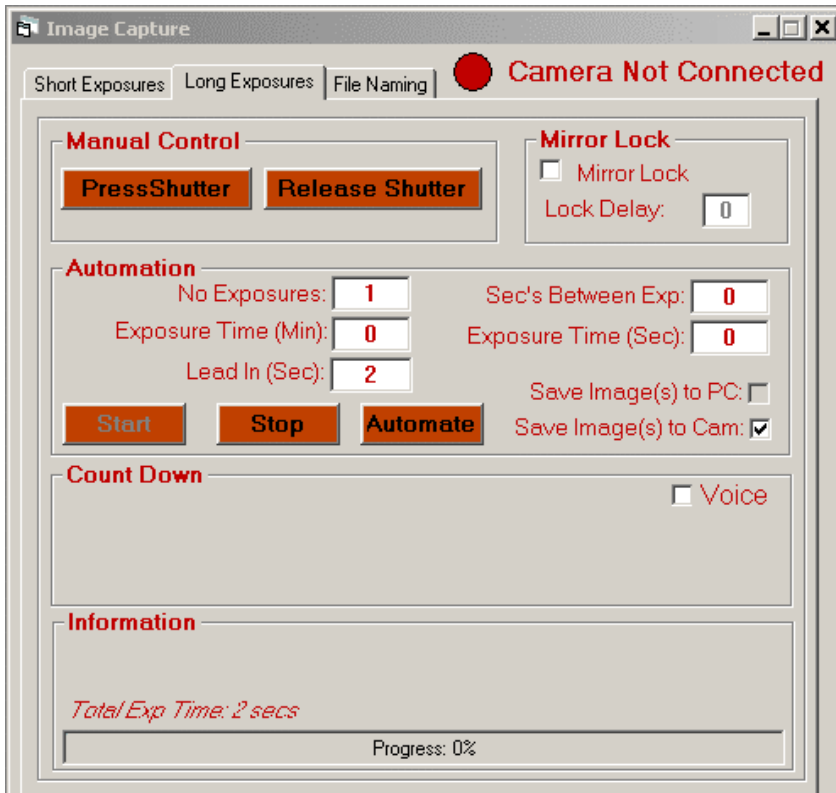 Image Capture
Short Exposures
Long Exposures
File Naming
Camera Not Connected
Manual Control
PressShutter
Release Shutter
Mirror Lock
Mirror Lock
Lock Delay: 0
Automation
No Exposures: 1
Sec's Between Exp: 0
Exposure Time (Min): 0
Exposure Time (Sec): 0
Lead In (Sec): 2
Save Image(s) to PC:
Start
Stop
Automate
Save Image(s) to Cam:
Count Down
Voice
Information
Total Exp Time: 2 secs
Progress: 0%